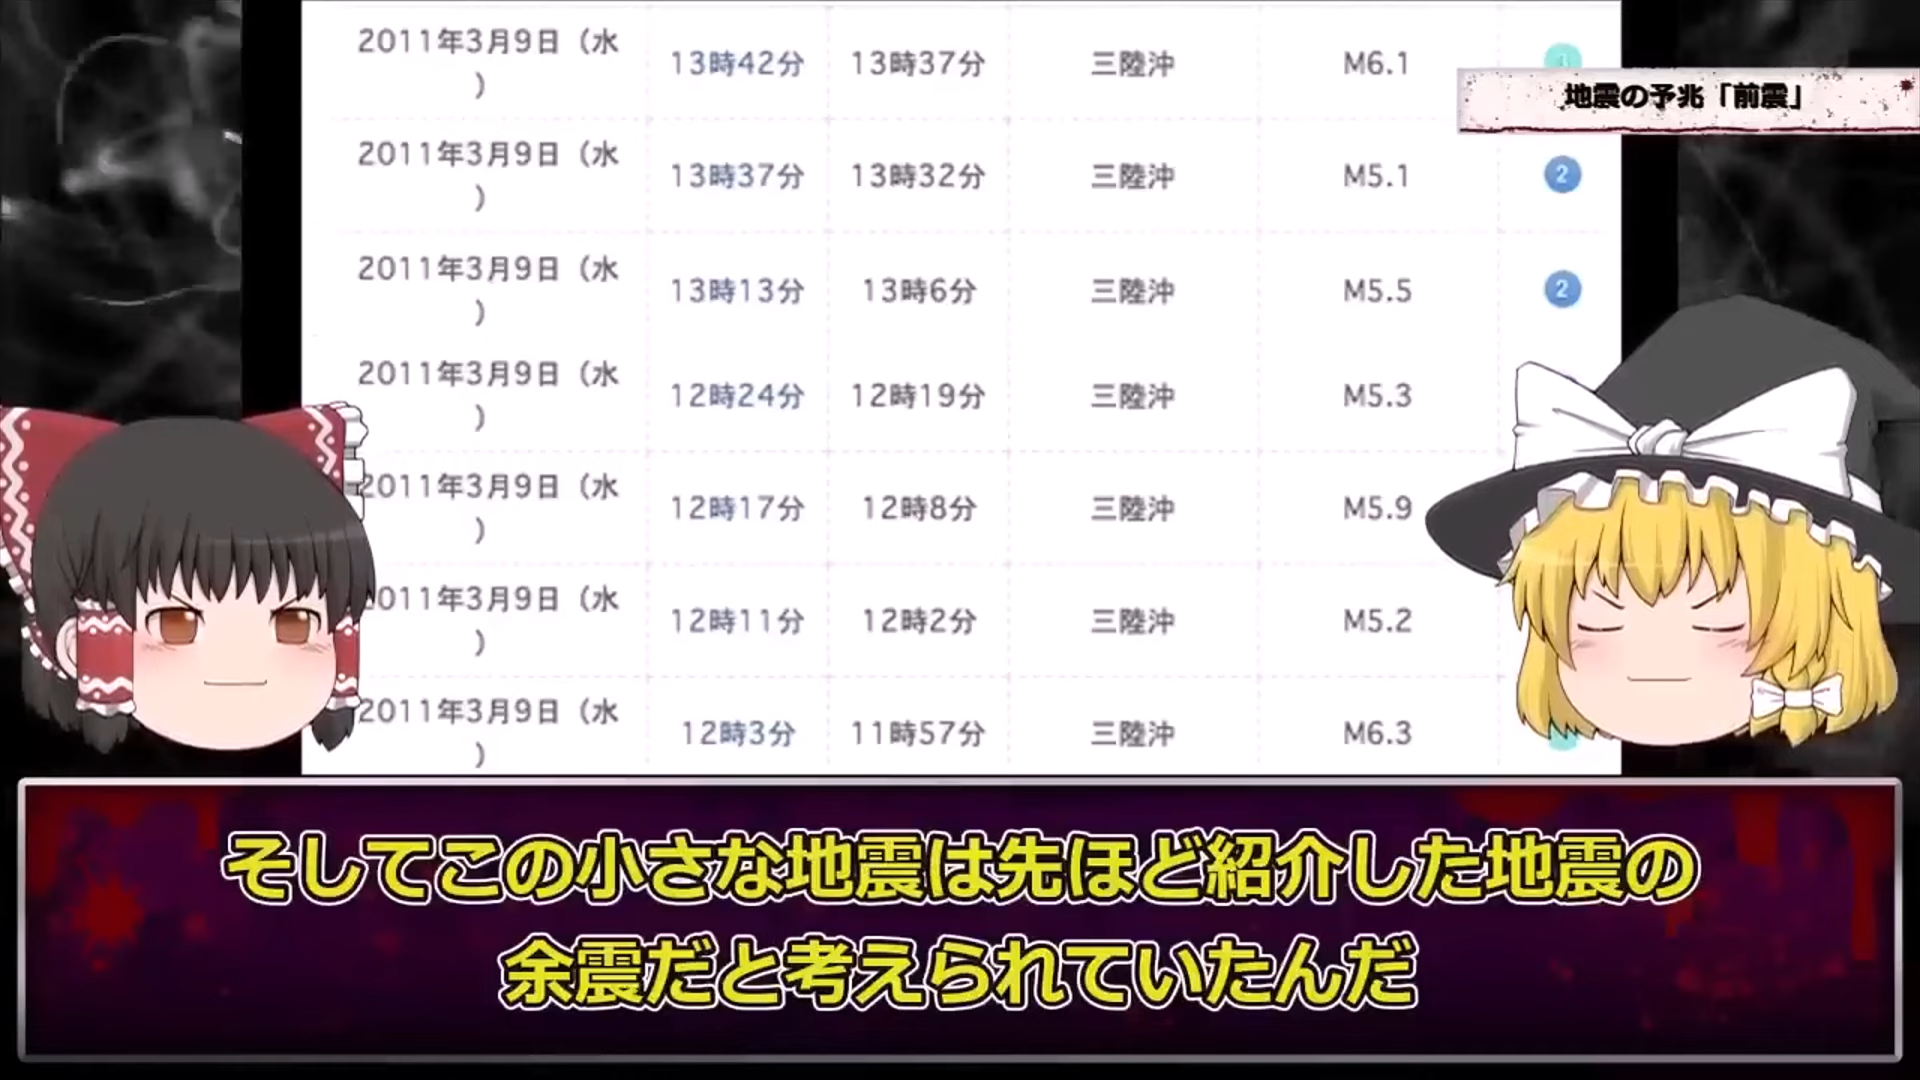 2011年3月9日（水
）
13時42分 13時37分 三陸沖 M6.1 3
地震の予兆「前震」
2011年3月9日（水
）
13時37分 13時32分 三陸沖 M5.1 2
2011年3月9日（水
）
13時13分 13時6分 三陸沖 M5.5 2
2011年3月9日（水
）
12時24分 12時19分 三陸沖 M5.3
2011年3月9日（水
）
12時17分 12時8分 三陸沖 M5.9
2011年3月9日（水
）
12時11分 12時2分 三陸沖 M5.2
2011年3月9日（水
）
12時3分 11時57分 三陸沖 M6.3
そしてこの小さな地震は先ほど紹介した地震の
余震だと考えられていたんだ